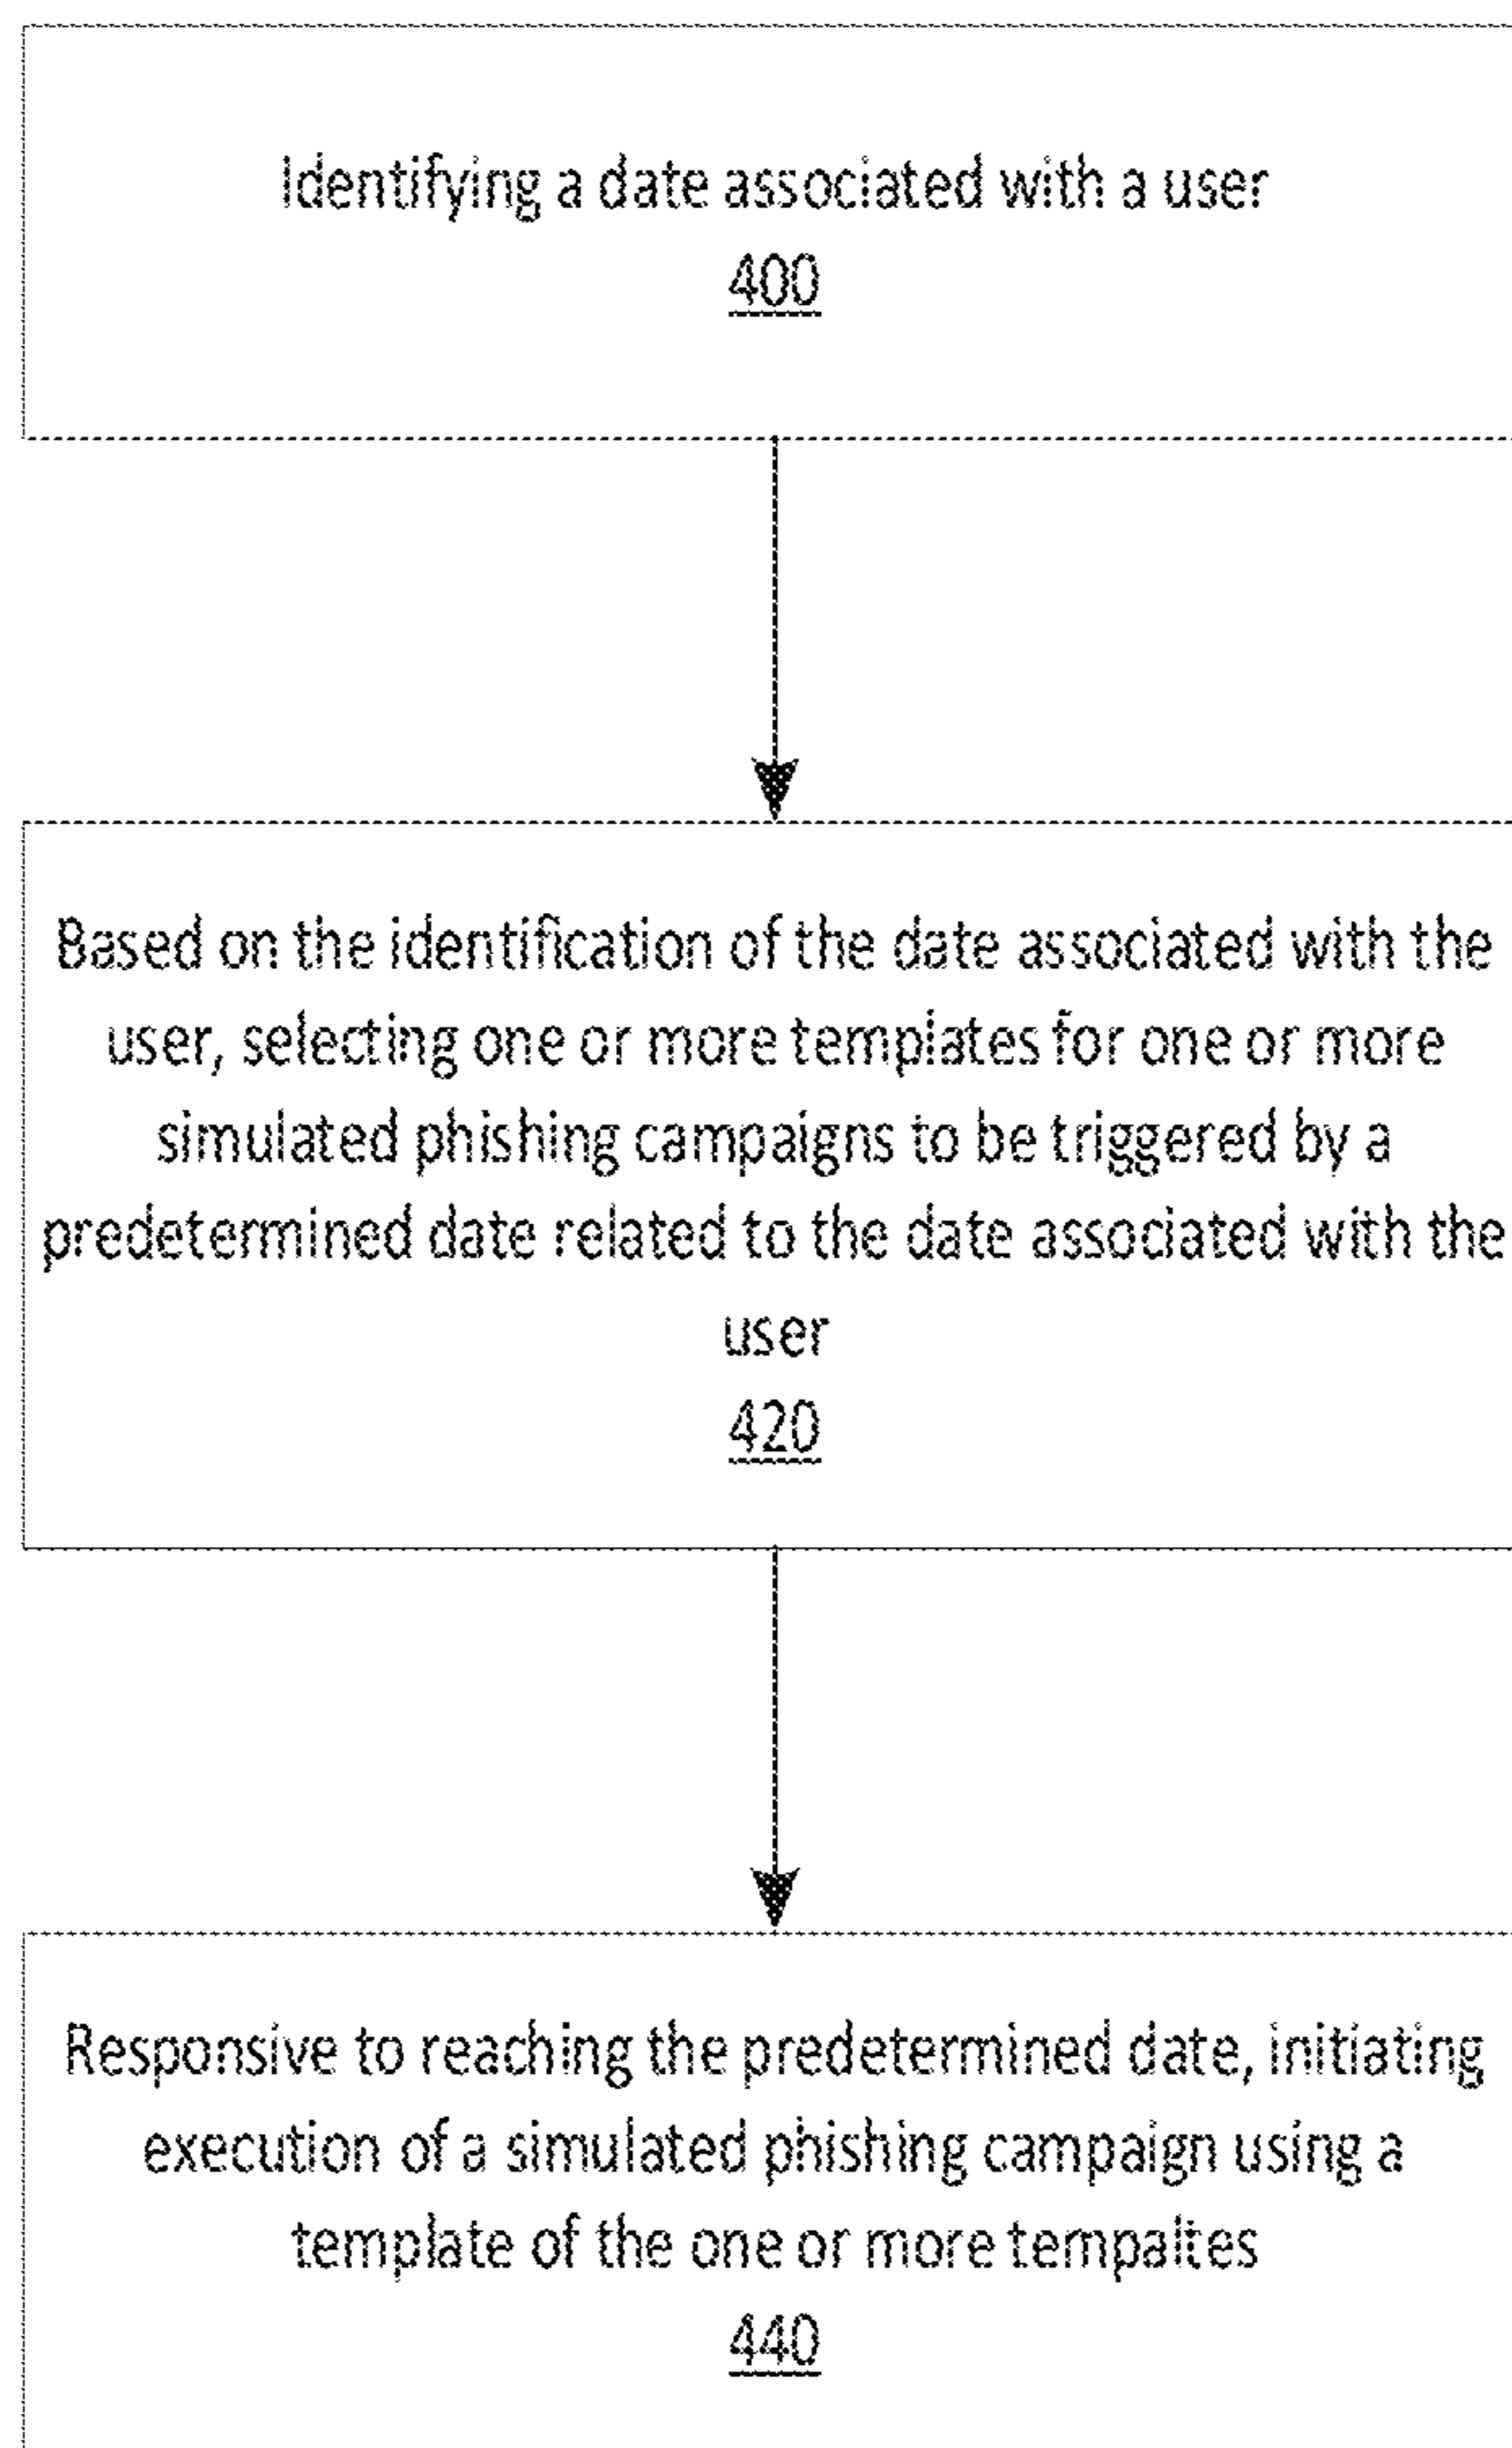 Identifying a date associated with a user
400
Based on the identification of the date associated with the
user, selecting one or more templates for one or more
simulated phishing campaigns to be triggered by a
predetermined date related to the date associated with the
user
420
Responsive to reaching the predetermined date, initiating
execution of a simulated phishing campaign using a
template of the one or more tempaltes
440